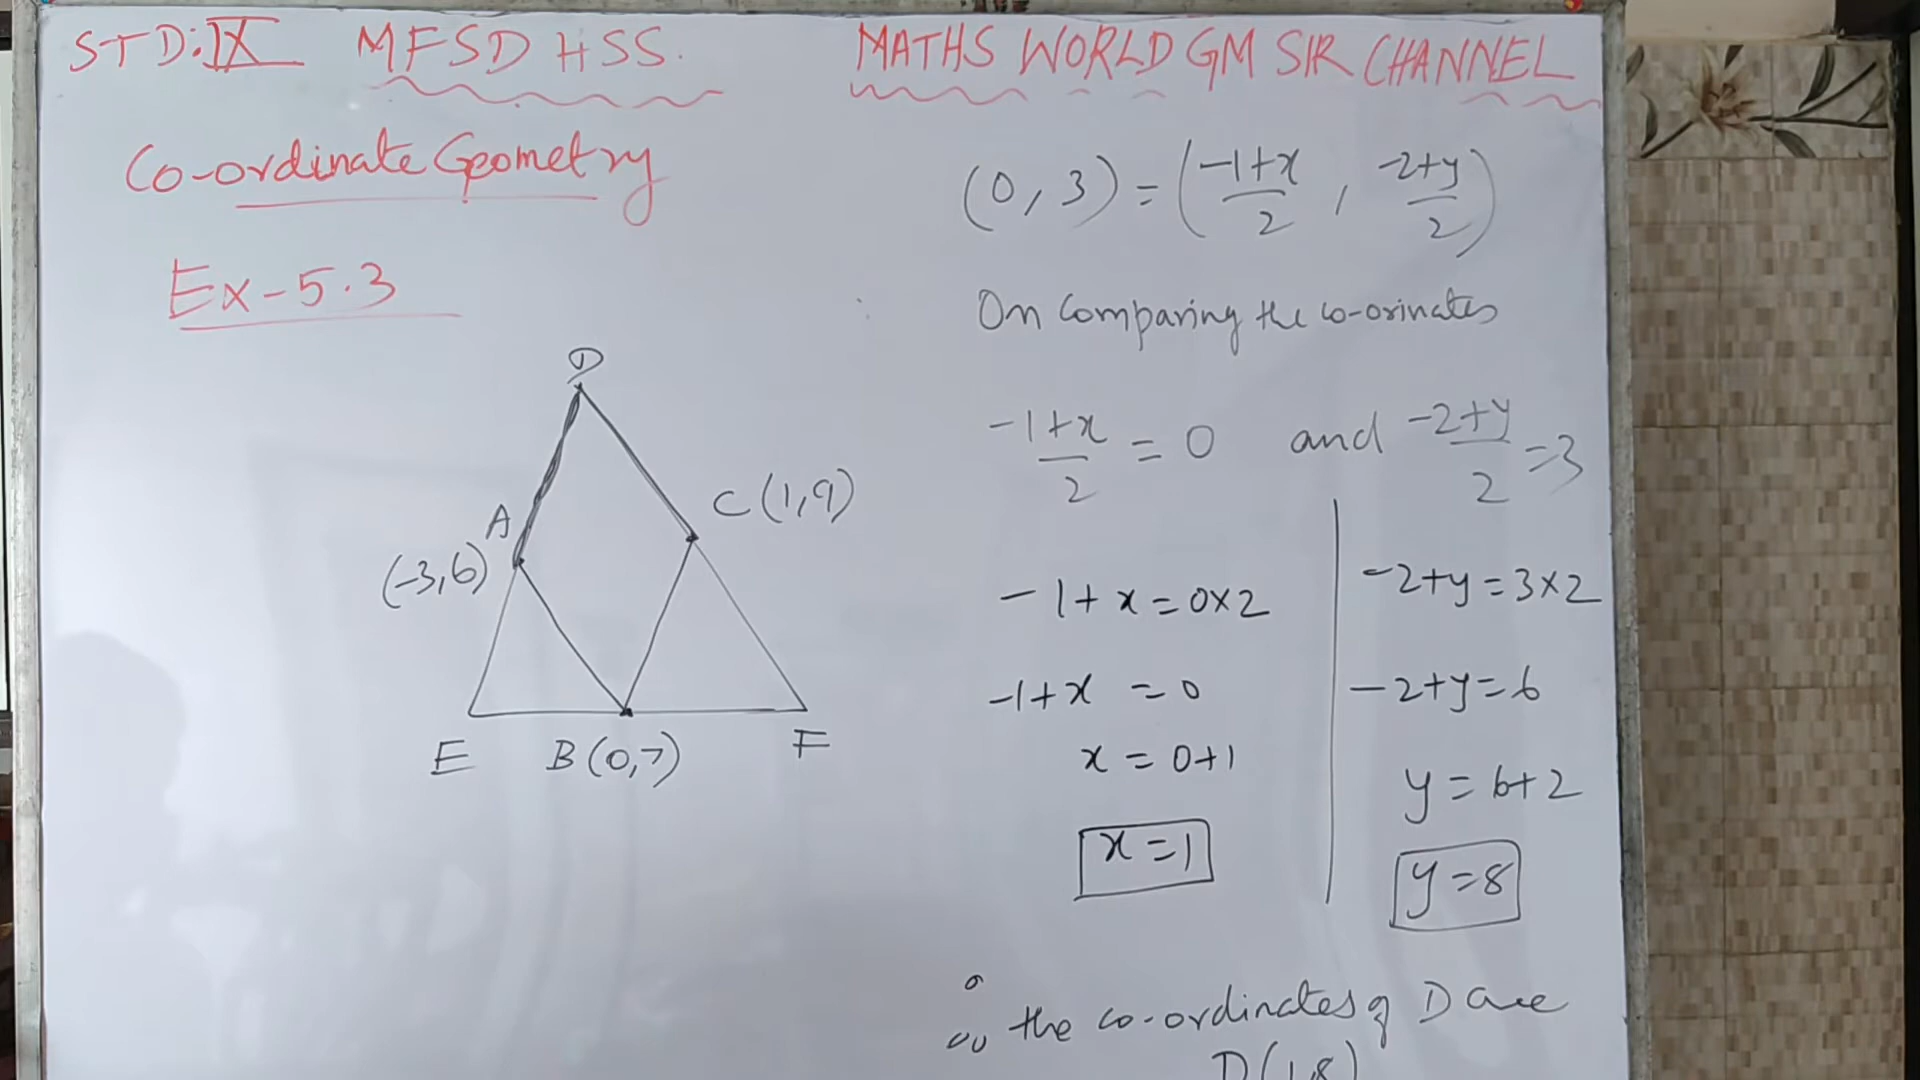 STD:IX MFSD HSS. MATHS WORLD GM SIR CHANNEL
Co-ordinate Geometry
Ex-5.3
D
C (1,9)
A
(-3,6)
E B (0,7) F
(0, 3) = (-1+x/2 , -2+y/2)
On Comparing the co-orinates
-1+x/2 = 0 and -2+y/2 = 3
-1+x = 0×2
-1+x = 0
x = 0+1
x = 1
-2+y = 3×2
-2+y = 6
y = 6+2
y = 8
∴ the co-ordinates of D are
D(1,8)